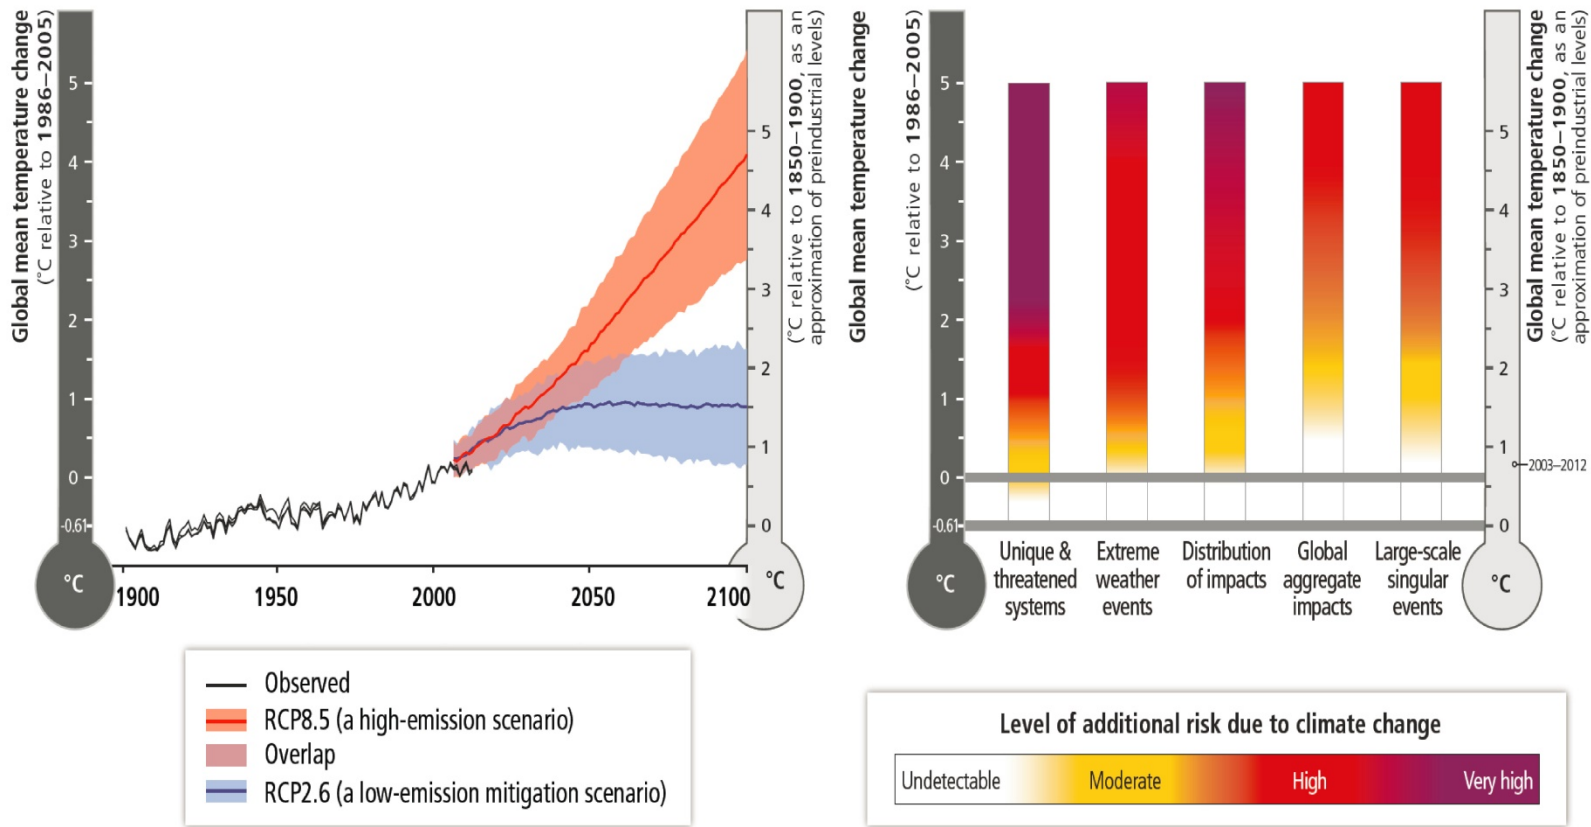 Global mean temperature change
(°C relative to 1986–2005)
5
4
3
2
1
0
-0.61
°C
5
4
3
2
1
0
°C
(°C relative to 1850–1900, as an
approximation of preindustrial levels)
1900
1950
2000
2050
2100
Observed
RCP8.5 (a high-emission scenario)
Overlap
RCP2.6 (a low-emission mitigation scenario)
Global mean temperature change
(°C relative to 1986–2005)
5
4
3
2
1
0
-0.61
°C
Unique &
threatened
systems
Extreme
weather
events
Distribution
of impacts
Global
aggregate
impacts
Large-scale
singular
events
5
4
3
2
1
0
°C
2003–2012
Global mean temperature change
(°C relative to 1850–1900, as an
approximation of preindustrial levels)
Level of additional risk due to climate change
Undetectable
Moderate
High
Very high